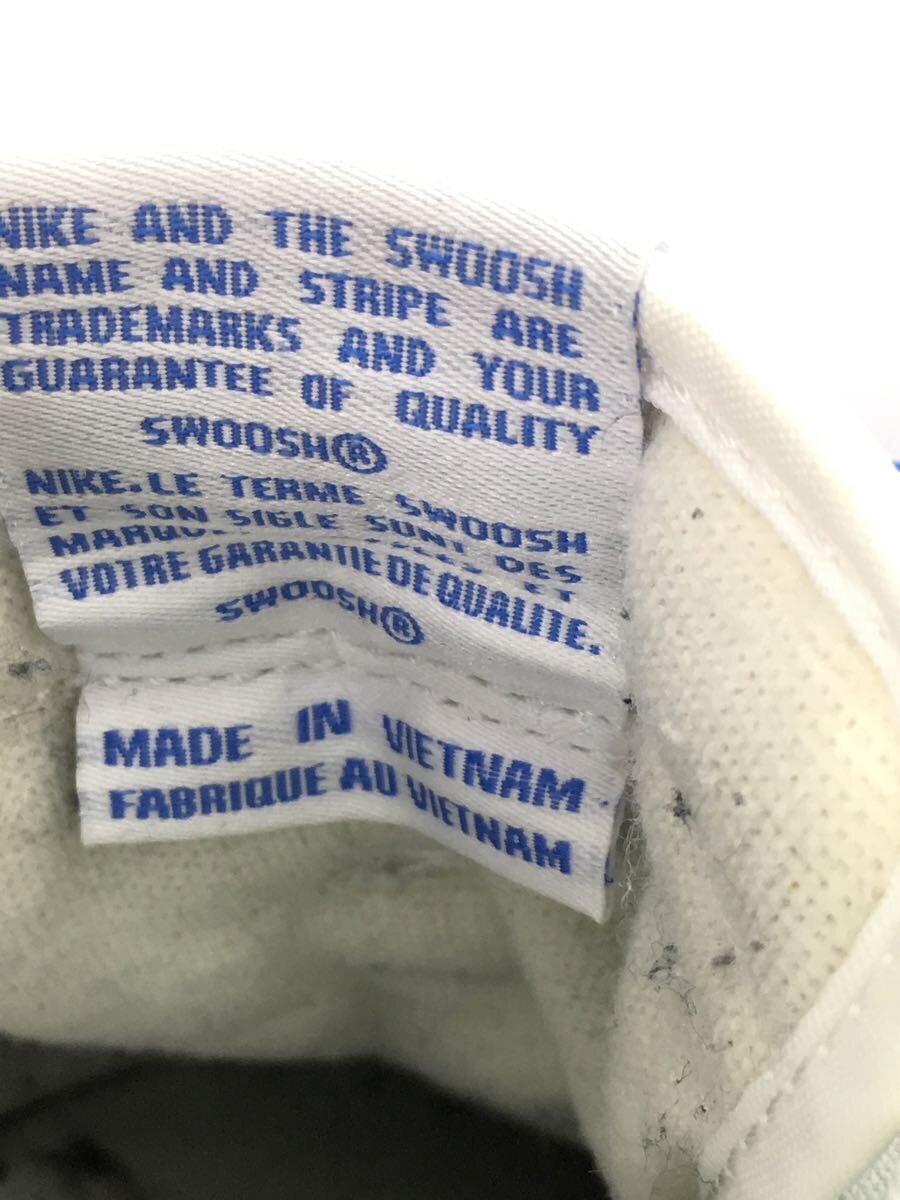 NIKE AND THE SWOOSH
NAME AND STRIPE ARE
TRADEMARKS AND YOUR
GUARANTEE OF QUALITY
SWOOSH®
NIKE.LE TERME SWOOSH
ET SON SIGLE SONT DES
ET
VOTRE GARANTIE DE QUALITE.
SWOOSH®
MADE IN VIETNAM
FABRIQUE AU VIETNAM